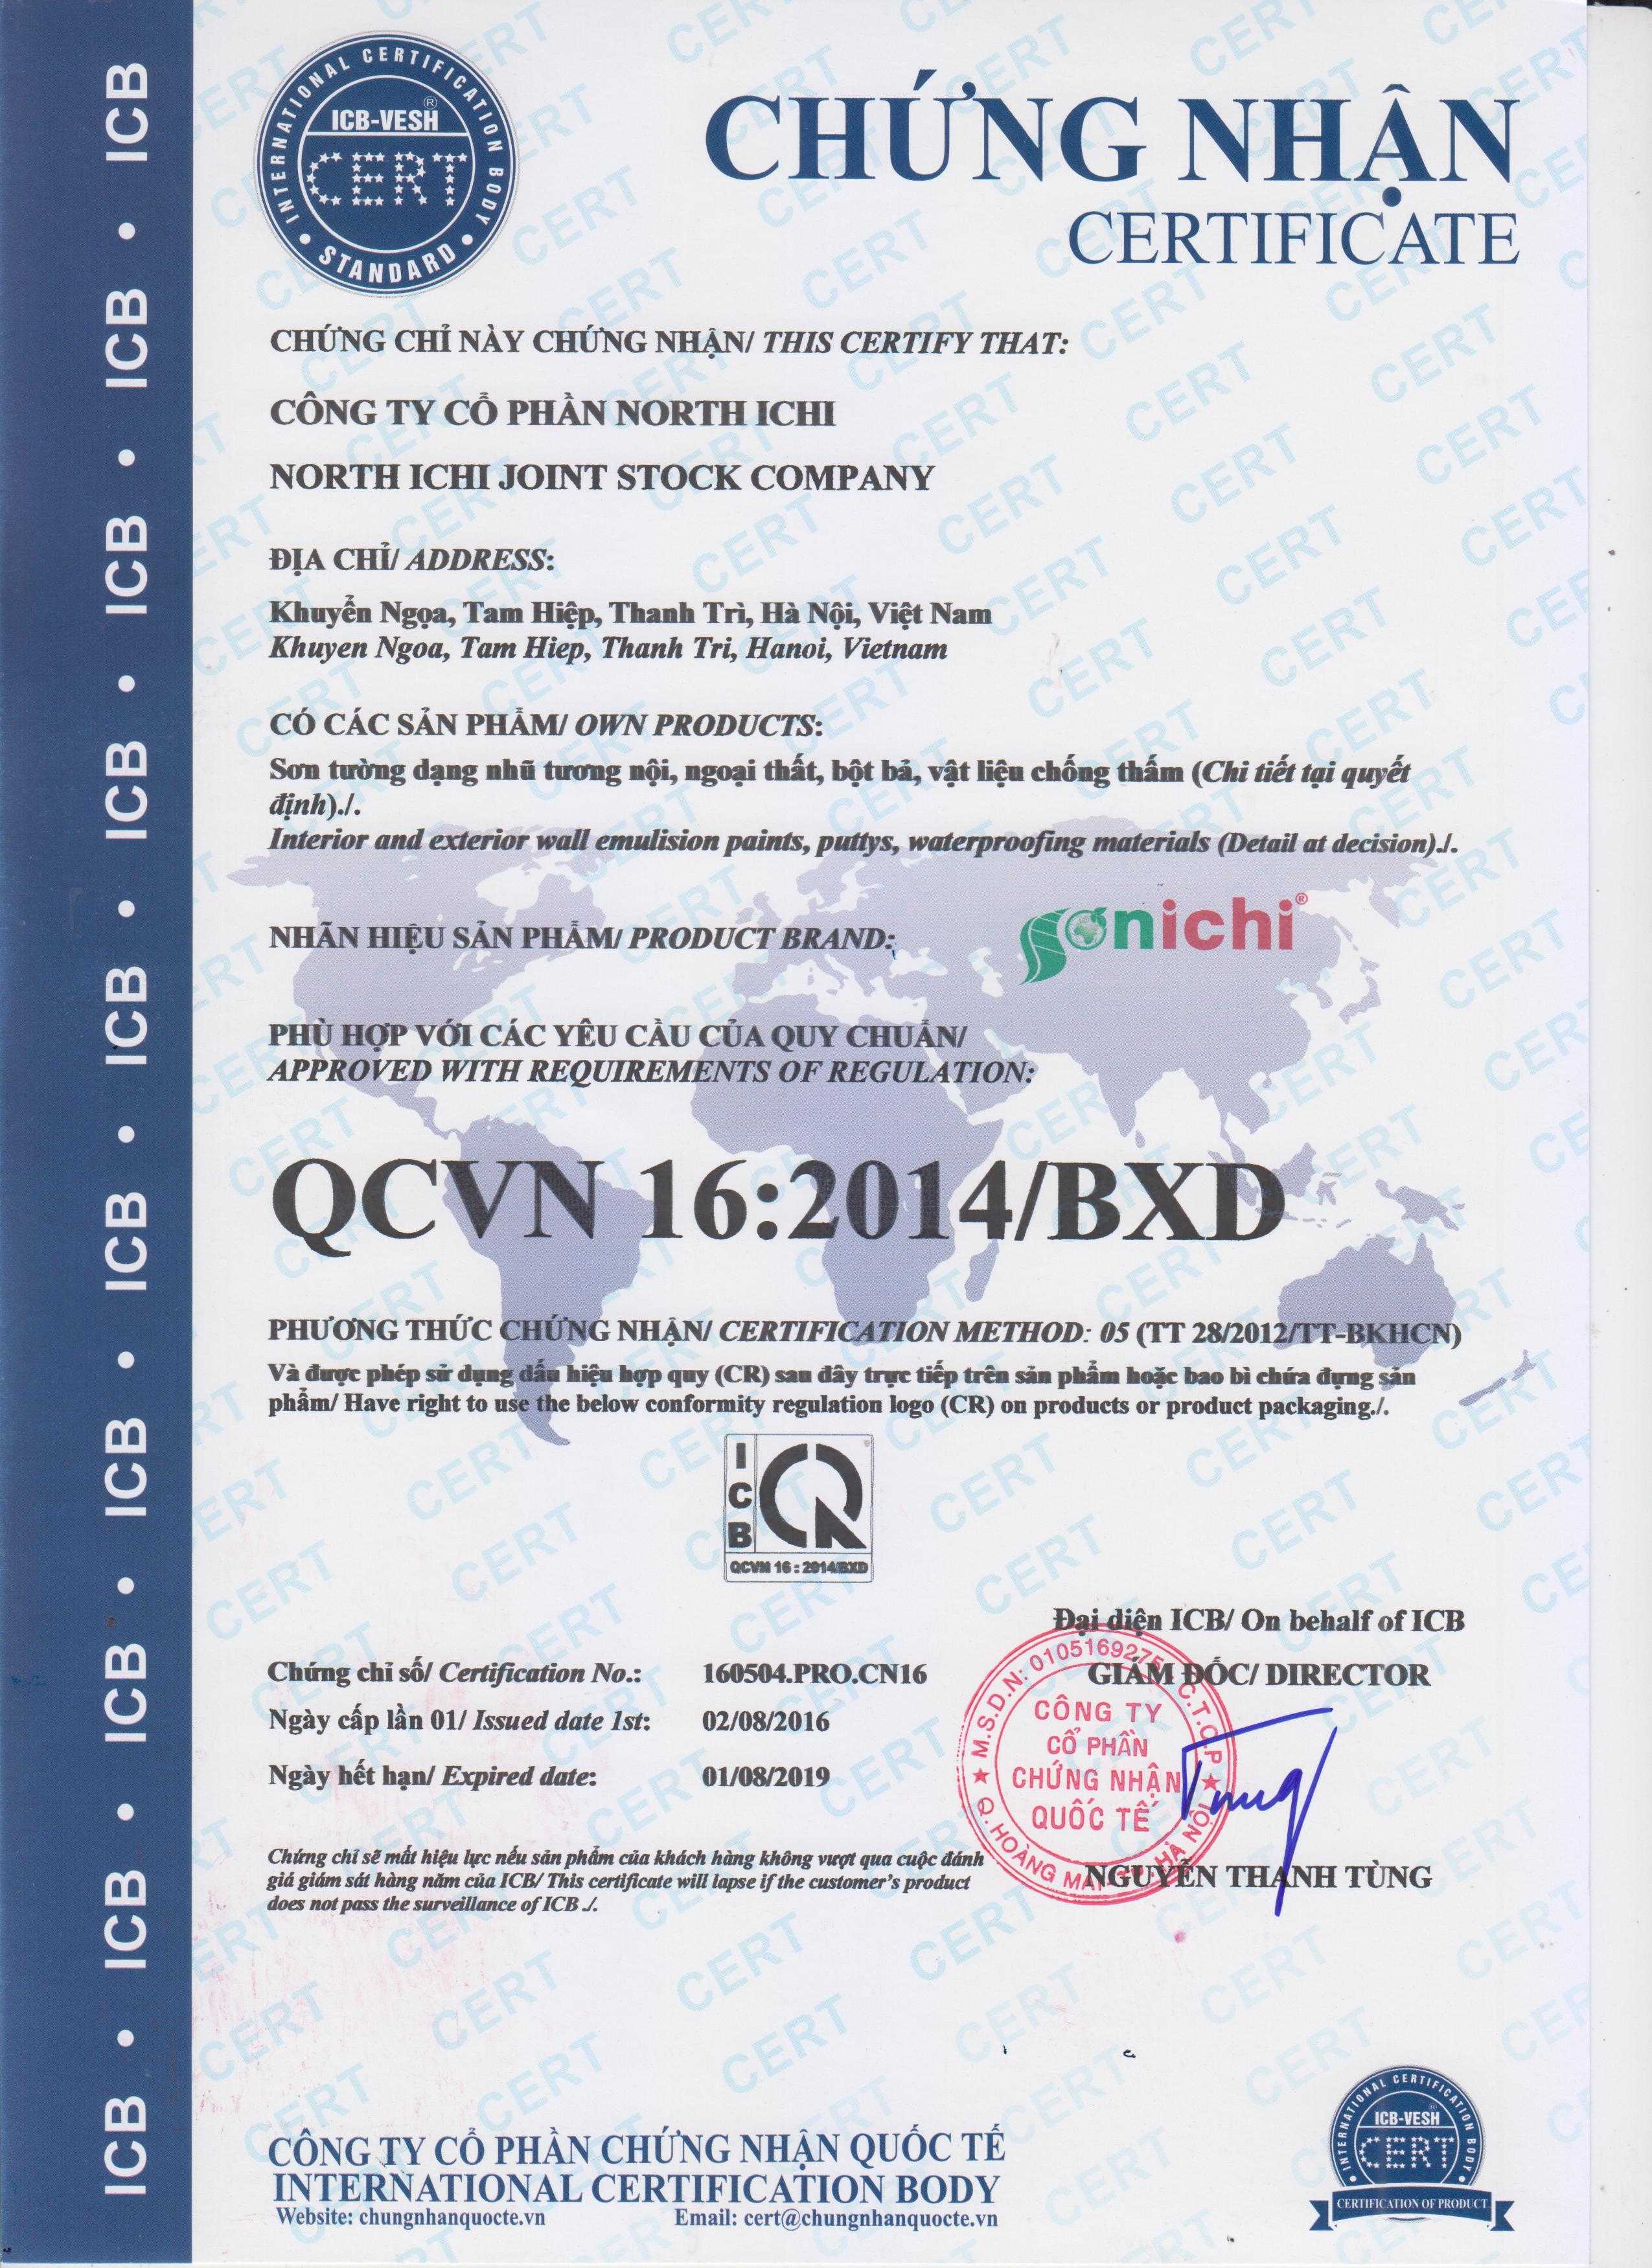 INTERNATIONAL CERTIFICATION BODY
ICB-VESH®
CERT
• STANDARD •
CHỨNG NHẬN
CERTIFICATE
CHỨNG CHỈ NÀY CHỨNG NHẬN/ THIS CERTIFY THAT:
CÔNG TY CỔ PHẦN NORTH ICHI
NORTH ICHI JOINT STOCK COMPANY
ĐỊA CHỈ/ ADDRESS:
Khuyển Ngọa, Tam Hiệp, Thanh Trì, Hà Nội, Việt Nam
Khuyen Ngoa, Tam Hiep, Thanh Tri, Hanoi, Vietnam
CÓ CÁC SẢN PHẨM/ OWN PRODUCTS:
Sơn tường dạng nhũ tương nội, ngoại thất, bột bả, vật liệu chống thấm (Chi tiết tại quyết
định)./.
Interior and exterior wall emulision paints, puttys, waterproofing materials (Detail at decision)./.
NHÃN HIỆU SẢN PHẨM/ PRODUCT BRAND:
Sonichi®
PHÙ HỢP VỚI CÁC YÊU CẦU CỦA QUY CHUẨN/
APPROVED WITH REQUIREMENTS OF REGULATION:
QCVN 16:2014/BXD
PHƯƠNG THỨC CHỨNG NHẬN/ CERTIFICATION METHOD: 05 (TT 28/2012/TT-BKHCN)
Và được phép sử dụng dấu hiệu hợp quy (CR) sau đây trực tiếp trên sản phẩm hoặc bao bì chứa đựng sản
phẩm/ Have right to use the below conformity regulation logo (CR) on products or product packaging./.
ICB
QCVN 16 : 2014/BXD
Đại diện ICB/ On behalf of ICB
GIÁM ĐỐC/ DIRECTOR
Chứng chỉ số/ Certification No.: 160504.PRO.CN16
Ngày cấp lần 01/ Issued date 1st: 02/08/2016
Ngày hết hạn/ Expired date: 01/08/2019
M.S.D.N: 0105169275 C.T.C.P
CÔNG TY
CỔ PHẦN
CHỨNG NHẬN
QUỐC TẾ
Q. HOÀNG MAI HÀ NỘI
Tung
NGUYỄN THANH TÙNG
Chứng chỉ sẽ mất hiệu lực nếu sản phẩm của khách hàng không vượt qua cuộc đánh
giá giám sát hàng năm của ICB/ This certificate will lapse if the customer's product
does not pass the surveillance of ICB ./.
CÔNG TY CỔ PHẦN CHỨNG NHẬN QUỐC TẾ
INTERNATIONAL CERTIFICATION BODY
Website: chungnhanquocte.vn Email: cert@chungnhanquocte.vn
INTERNATIONAL CERTIFICATION BODY
ICB-VESH®
CERT
CERTIFICATION OF PRODUCT
ICB • ICB • ICB • ICB • ICB • ICB • ICB • ICB • ICB • ICB